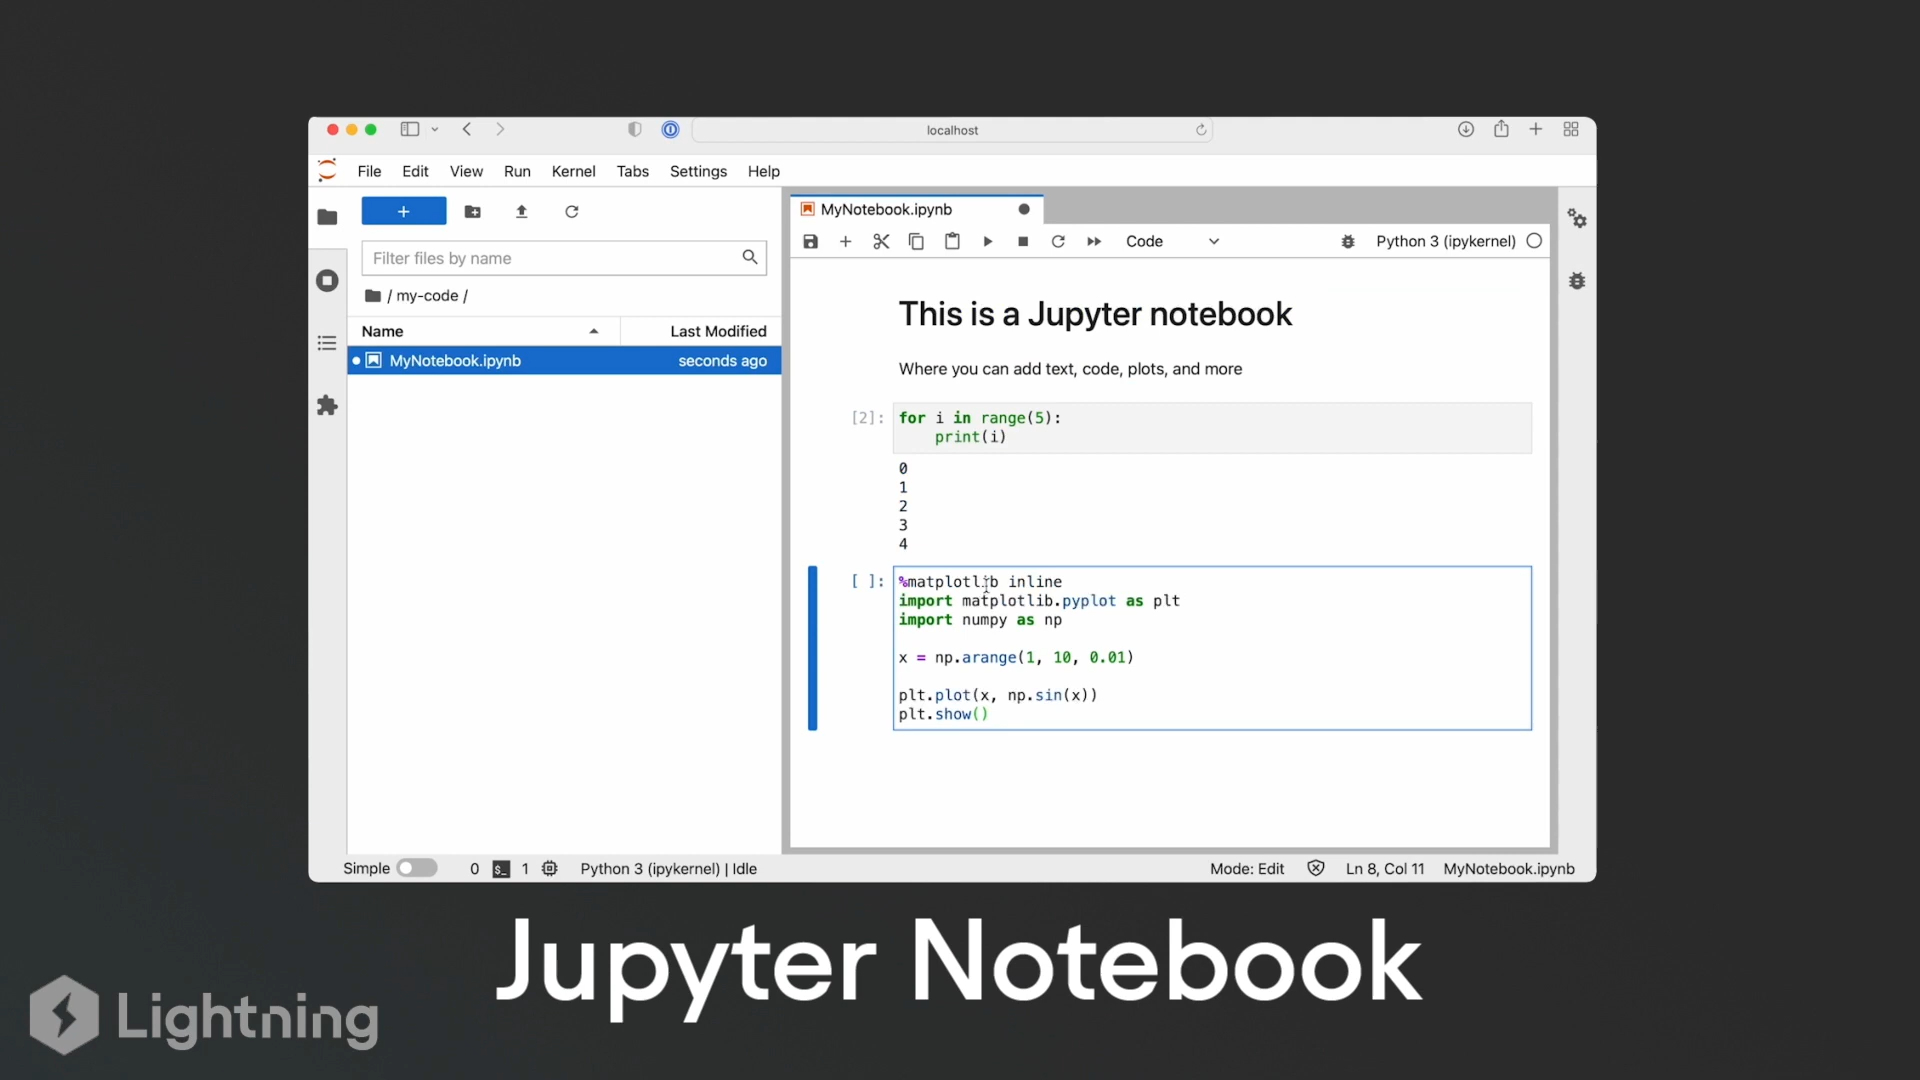 localhost
File Edit View Run Kernel Tabs Settings Help
+
Filter files by name
/ my-code /
Name Last Modified
MyNotebook.ipynb seconds ago
MyNotebook.ipynb
Code Python 3 (ipykernel)
This is a Jupyter notebook
Where you can add text, code, plots, and more
[2]: for i in range(5):
print(i)
0
1
2
3
4
[ ]: %matplotlib inline
import matplotlib.pyplot as plt
import numpy as np
x = np.arange(1, 10, 0.01)
plt.plot(x, np.sin(x))
plt.show()
Simple 0 $_ 1 Python 3 (ipykernel) | Idle Mode: Edit Ln 8, Col 11 MyNotebook.ipynb
Jupyter Notebook
Lightning